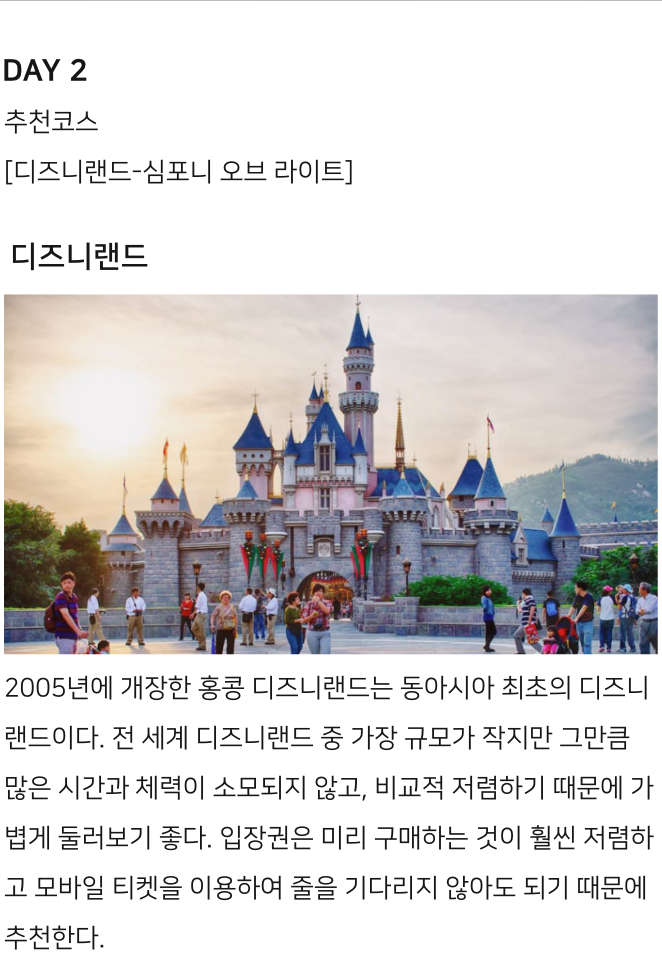 DAY 2
추천코스
[디즈니랜드-심포니 오브 라이트]
디즈니랜드
2005년에 개장한 홍콩 디즈니랜드는 동아시아 최초의 디즈니
랜드이다. 전 세계 디즈니랜드 중 가장 규모가 작지만 그만큼
많은 시간과 체력이 소모되지 않고, 비교적 저렴하기 때문에 가
볍게 둘러보기 좋다. 입장권은 미리 구매하는 것이 훨씬 저렴하
고 모바일 티켓을 이용하여 줄을 기다리지 않아도 되기 때문에
추천한다.